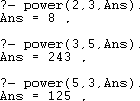 ?- power(2,3,Ans).
Ans = 8 ,
?- power(3,5,Ans).
Ans = 243 ,
?- power(5,3,Ans).
Ans = 125 ,